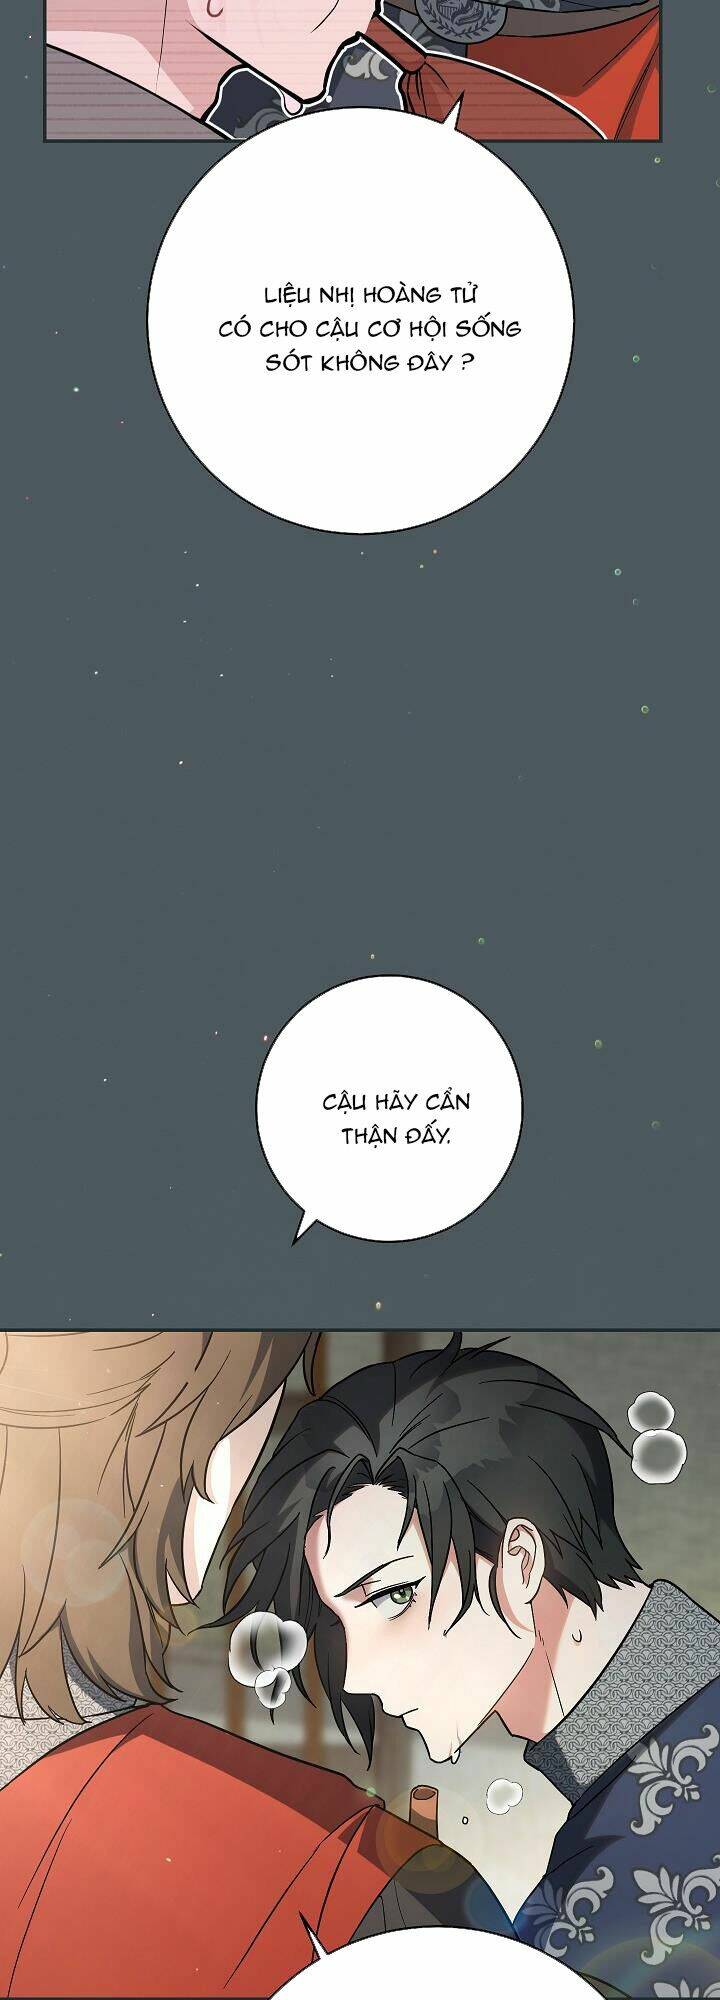 LIỆU NHỊ HOÀNG TỬ
CÓ CHO CẬU CƠ HỘI SỐNG
SÓT KHÔNG ĐÂY ?
CẬU HÃY CẨN
THẬN ĐẤY.